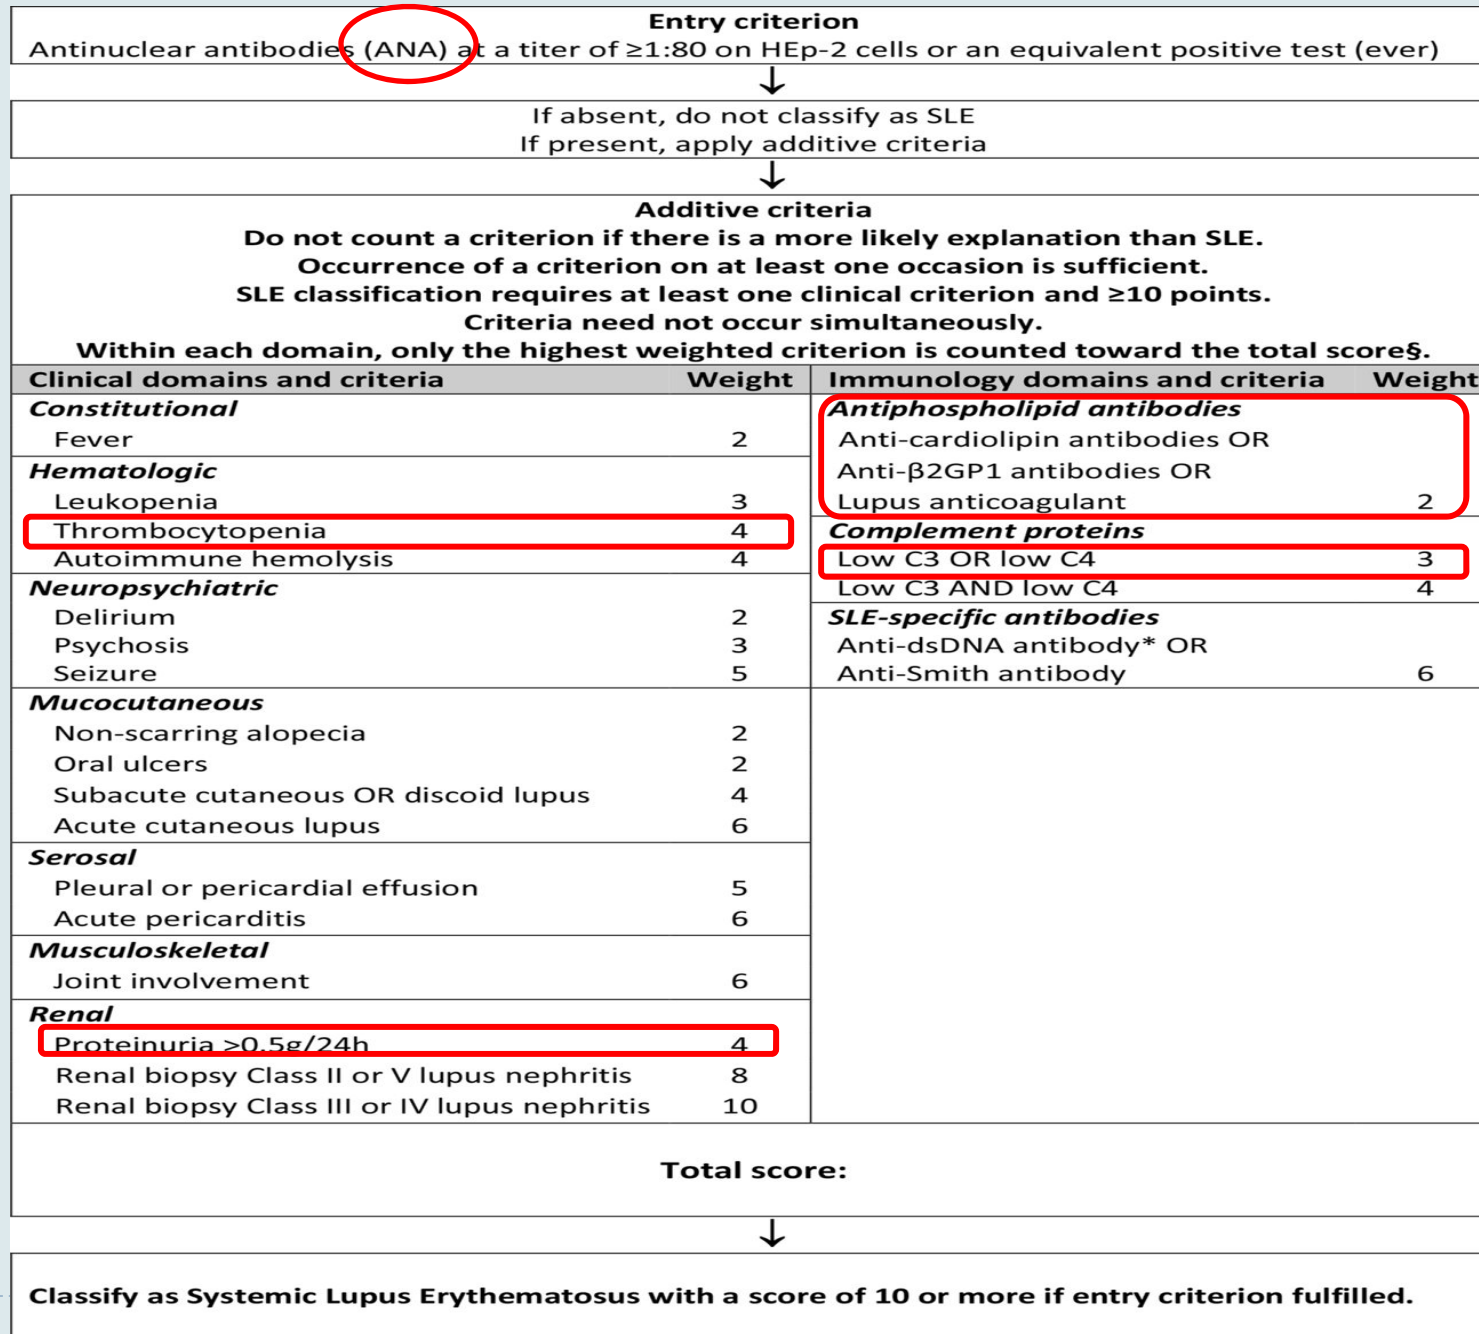 Entry criterion
Antinuclear antibodies (ANA) at a titer of ≥1:80 on HEp-2 cells or an equivalent positive test (ever)
↓
If absent, do not classify as SLE
If present, apply additive criteria
↓
Additive criteria
Do not count a criterion if there is a more likely explanation than SLE.
Occurrence of a criterion on at least one occasion is sufficient.
SLE classification requires at least one clinical criterion and ≥10 points.
Criteria need not occur simultaneously.
Within each domain, only the highest weighted criterion is counted toward the total score§.
Clinical domains and criteria Weight
Constitutional
Fever 2
Hematologic
Leukopenia 3
Thrombocytopenia 4
Autoimmune hemolysis 4
Neuropsychiatric
Delirium 2
Psychosis 3
Seizure 5
Mucocutaneous
Non-scarring alopecia 2
Oral ulcers 2
Subacute cutaneous OR discoid lupus 4
Acute cutaneous lupus 6
Serosal
Pleural or pericardial effusion 5
Acute pericarditis 6
Musculoskeletal
Joint involvement 6
Renal
Proteinuria >0.5g/24h 4
Renal biopsy Class II or V lupus nephritis 8
Renal biopsy Class III or IV lupus nephritis 10
Immunology domains and criteria Weight
Antiphospholipid antibodies
Anti-cardiolipin antibodies OR
Anti-β2GP1 antibodies OR
Lupus anticoagulant 2
Complement proteins
Low C3 OR low C4 3
Low C3 AND low C4 4
SLE-specific antibodies
Anti-dsDNA antibody* OR
Anti-Smith antibody 6
Total score:
↓
Classify as Systemic Lupus Erythematosus with a score of 10 or more if entry criterion fulfilled.